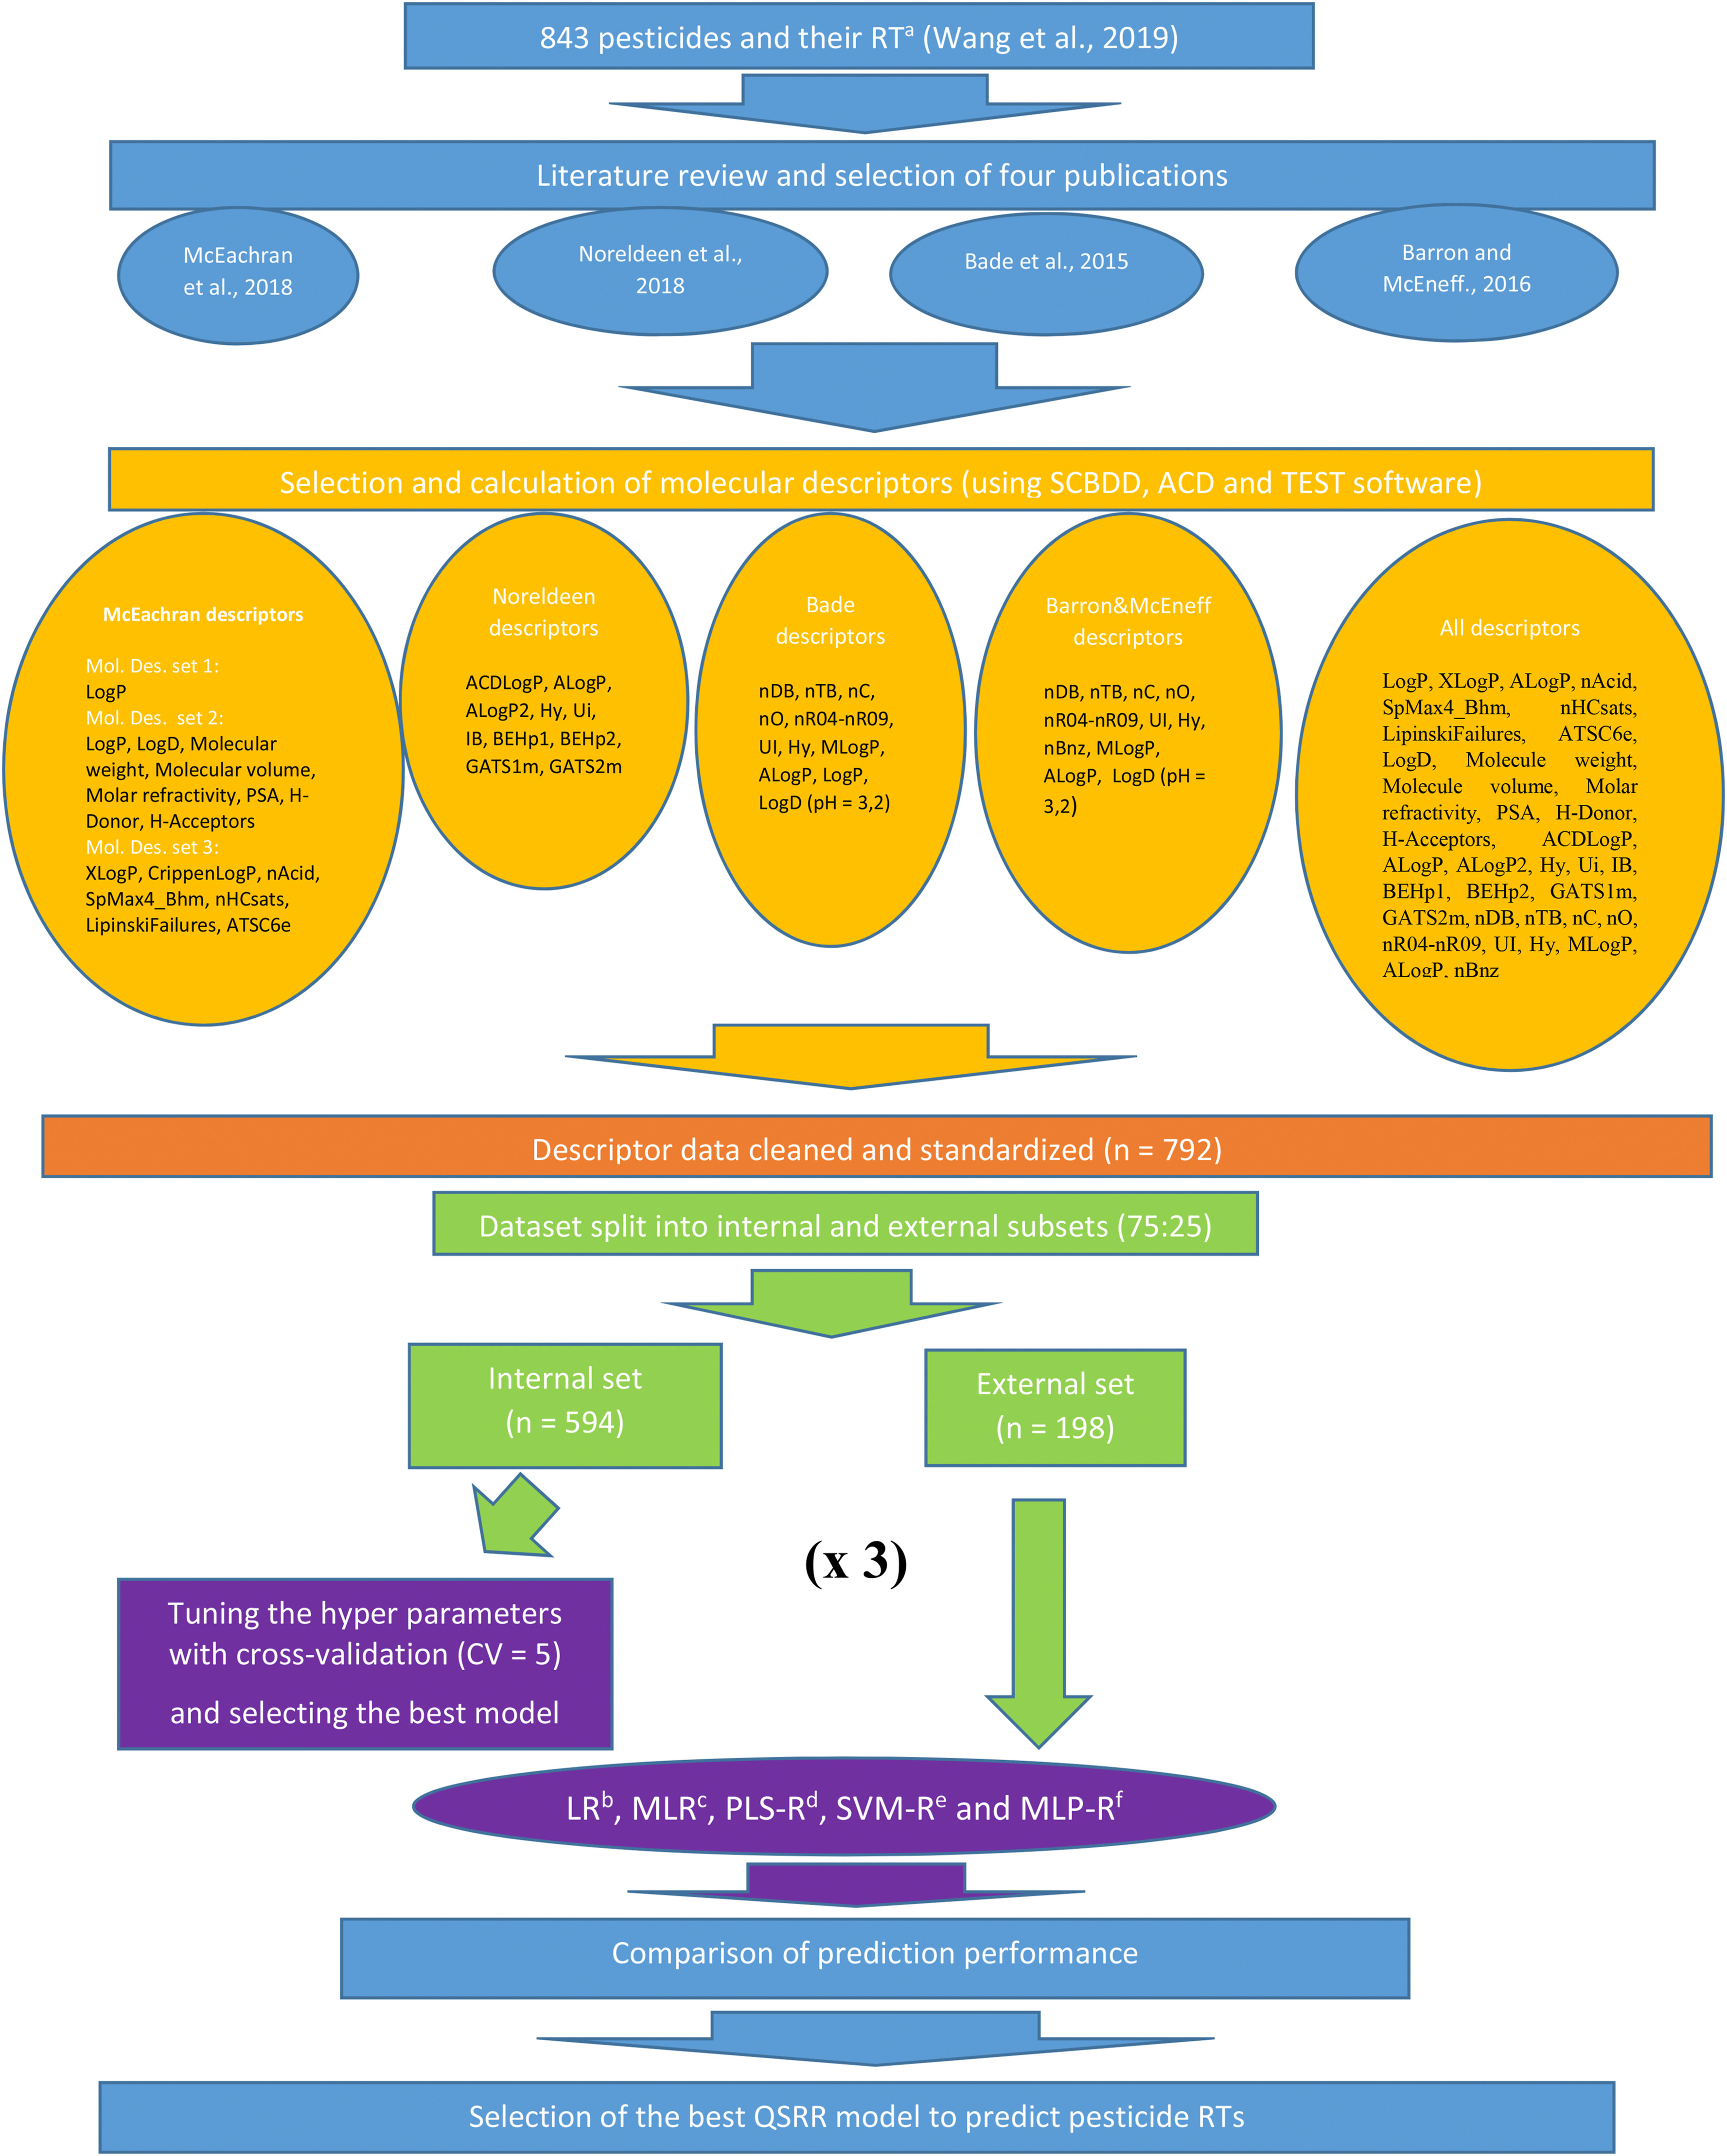 843 pesticides and their RTa (Wang et al., 2019)
Literature review and selection of four publications
McEachran
et al., 2018
Noreldeen et al.,
2018
Bade et al., 2015
Barron and
McEneff., 2016
Selection and calculation of molecular descriptors (using SCBDD, ACD and TEST software)
McEachran descriptors
Mol. Des. set 1:
LogP
Mol. Des. set 2:
LogP, LogD, Molecular
weight, Molecular volume,
Molar refractivity, PSA, H-
Donor, H-Acceptors
Mol. Des. set 3:
XLogP, CrippenLogP, nAcid,
SpMax4_Bhm, nHCsats,
LipinskiFailures, ATSC6e
Noreldeen
descriptors
ACDLogP, ALogP,
ALogP2, Hy, Ui,
IB, BEHp1, BEHp2,
GATS1m, GATS2m
Bade
descriptors
nDB, nTB, nC,
nO, nR04-nR09,
UI, Hy, MLogP,
ALogP, LogP,
LogD (pH = 3,2)
Barron&McEneff
descriptors
nDB, nTB, nC, nO,
nR04-nR09, UI, Hy,
nBnz, MLogP,
ALogP, LogD (pH =
3,2)
All descriptors
LogP, XLogP, ALogP, nAcid,
SpMax4_Bhm, nHCsats,
LipinskiFailures, ATSC6e,
LogD, Molecule weight,
Molecule volume, Molar
refractivity, PSA, H-Donor,
H-Acceptors, ACDLogP,
ALogP, ALogP2, Hy, Ui, IB,
BEHp1, BEHp2, GATS1m,
GATS2m, nDB, nTB, nC, nO,
nR04-nR09, UI, Hy, MLogP,
ALogP, nBnz
Descriptor data cleaned and standardized (n = 792)
Dataset split into internal and external subsets (75:25)
Internal set
(n = 594)
External set
(n = 198)
(x 3)
Tuning the hyper parameters
with cross-validation (CV = 5)
and selecting the best model
LRb, MLRc, PLS-Rd, SVM-Re and MLP-Rf
Comparison of prediction performance
Selection of the best QSRR model to predict pesticide RTs